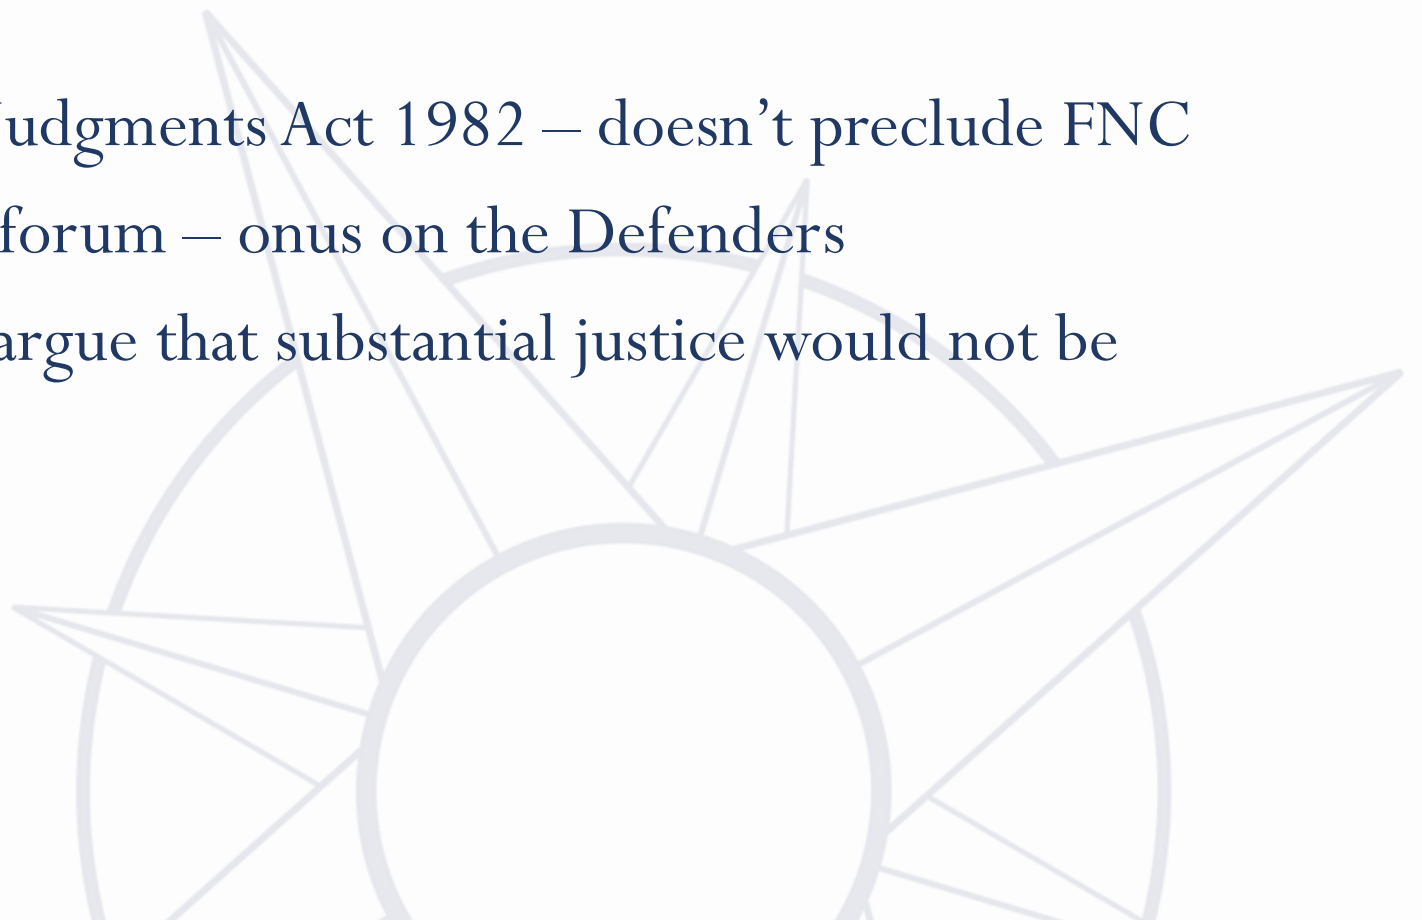 Judgments Act 1982 – doesn’t preclude FNC
forum – onus on the Defenders
argue that substantial justice would not be